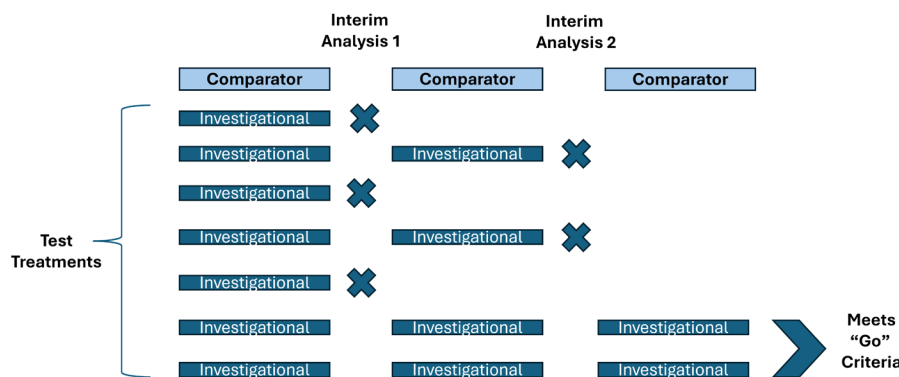 Interim
Analysis 1
Interim
Analysis 2
Comparator
Comparator
Comparator
Investigational
Investigational
Investigational
Investigational
Investigational
Investigational
Investigational
Investigational
Investigational
Investigational
Investigational
Investigational
Investigational
Test
Treatments
Meets
“Go”
Criteria